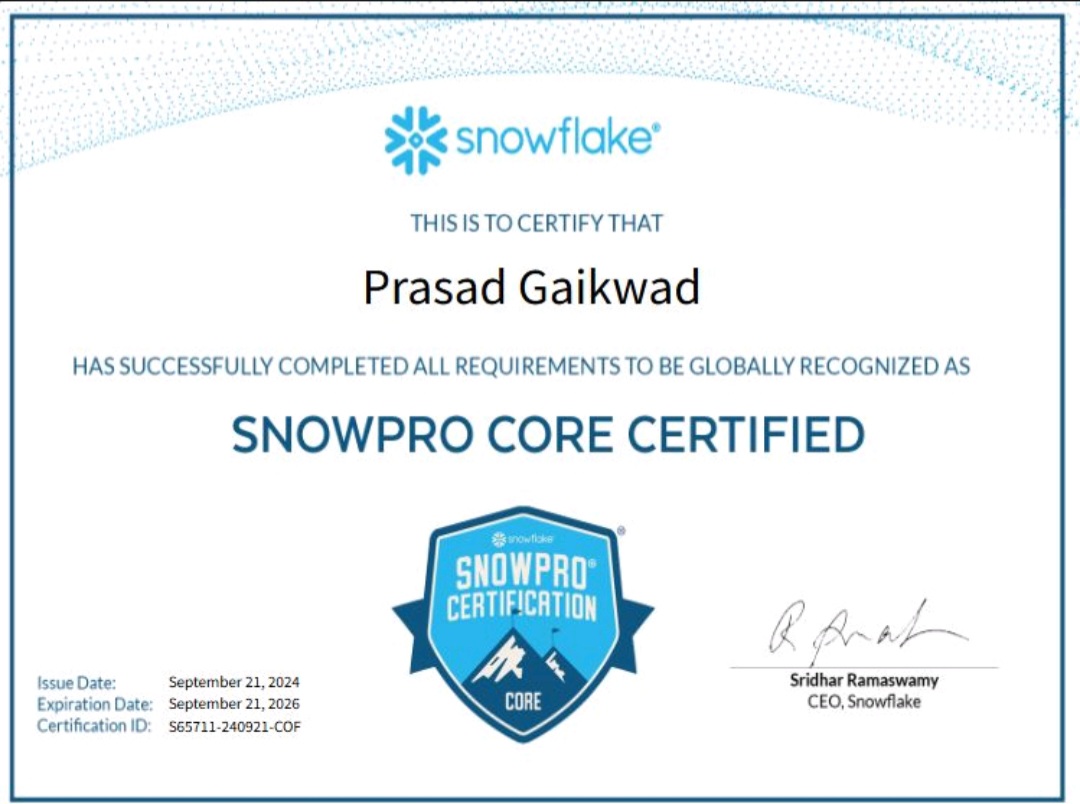 snowflake®
THIS IS TO CERTIFY THAT
Prasad Gaikwad
HAS SUCCESSFULLY COMPLETED ALL REQUIREMENTS TO BE GLOBALLY RECOGNIZED AS
SNOWPRO CORE CERTIFIED
snowflake®
SNOWPRO®
CERTIFICATION
CORE
®
Sridhar Ramaswamy
CEO, Snowflake
Issue Date: September 21, 2024
Expiration Date: September 21, 2026
Certification ID: S65711-240921-COF